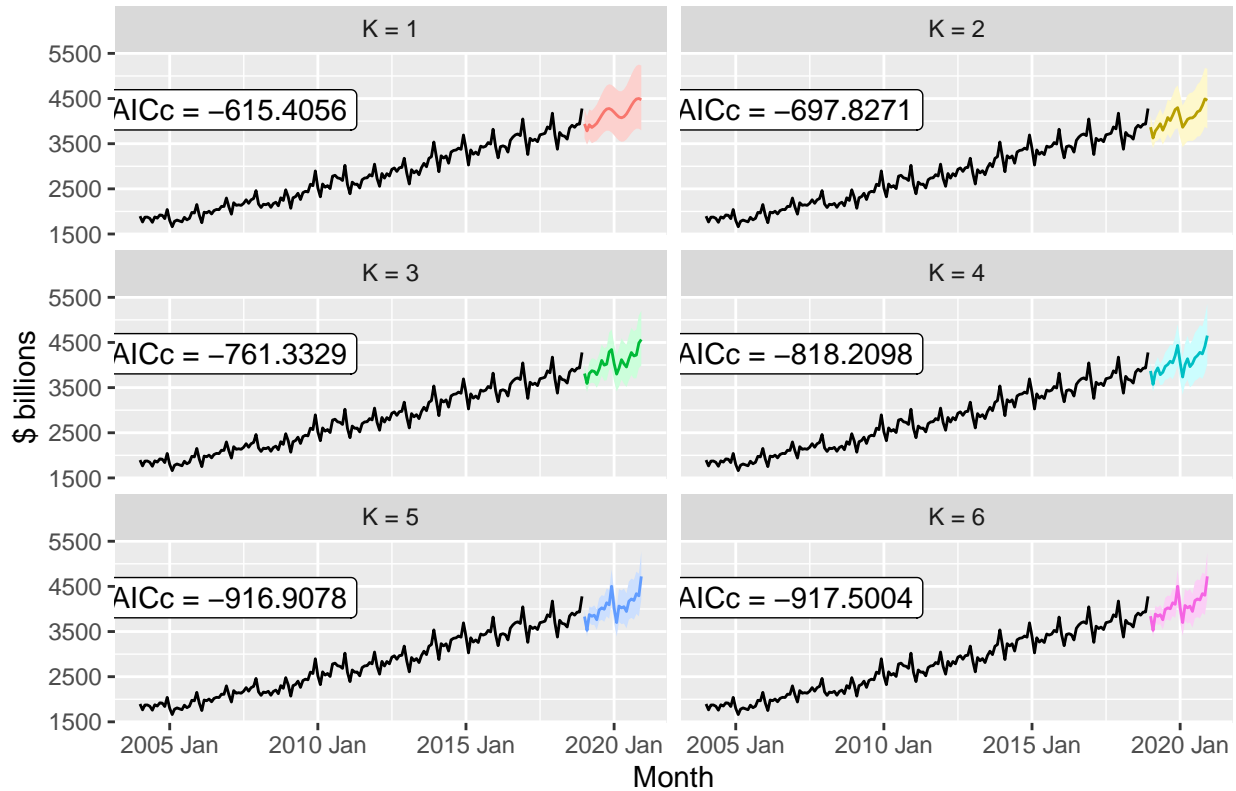 K = 1
K = 2
5500
4500
3500
2500
1500
AICc = −615.4056
AICc = −697.8271
K = 3
K = 4
5500
4500
3500
2500
1500
AICc = −761.3329
AICc = −818.2098
K = 5
K = 6
5500
4500
3500
2500
1500
AICc = −916.9078
AICc = −917.5004
$ billions
2005 Jan 2010 Jan 2015 Jan 2020 Jan
2005 Jan 2010 Jan 2015 Jan 2020 Jan
Month